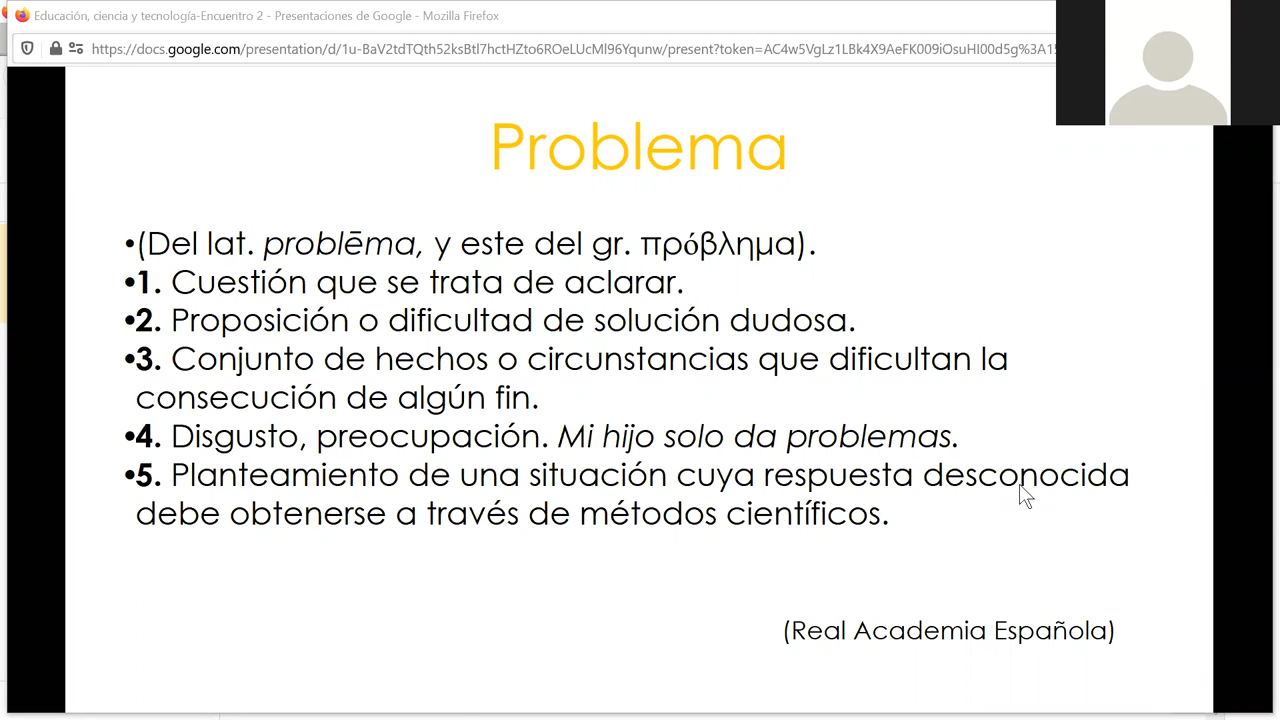 Educación, ciencia y tecnología-Encuentro 2 - Presentaciones de Google - Mozilla Firefox
https://docs.google.com/presentation/d/1u-BaV2tdTQth52ksBtl7hctHZto6ROeLUcMl96Yqunw/present?token=AC4w5VgLz1LBk4X9AeFK009iOsuHI00d5g%3A15
Problema
•(Del lat. problēma, y este del gr. πρόβλημα).
•1. Cuestión que se trata de aclarar.
•2. Proposición o dificultad de solución dudosa.
•3. Conjunto de hechos o circunstancias que dificultan la
consecución de algún fin.
•4. Disgusto, preocupación. Mi hijo solo da problemas.
•5. Planteamiento de una situación cuya respuesta desconocida
debe obtenerse a través de métodos científicos.
(Real Academia Española)